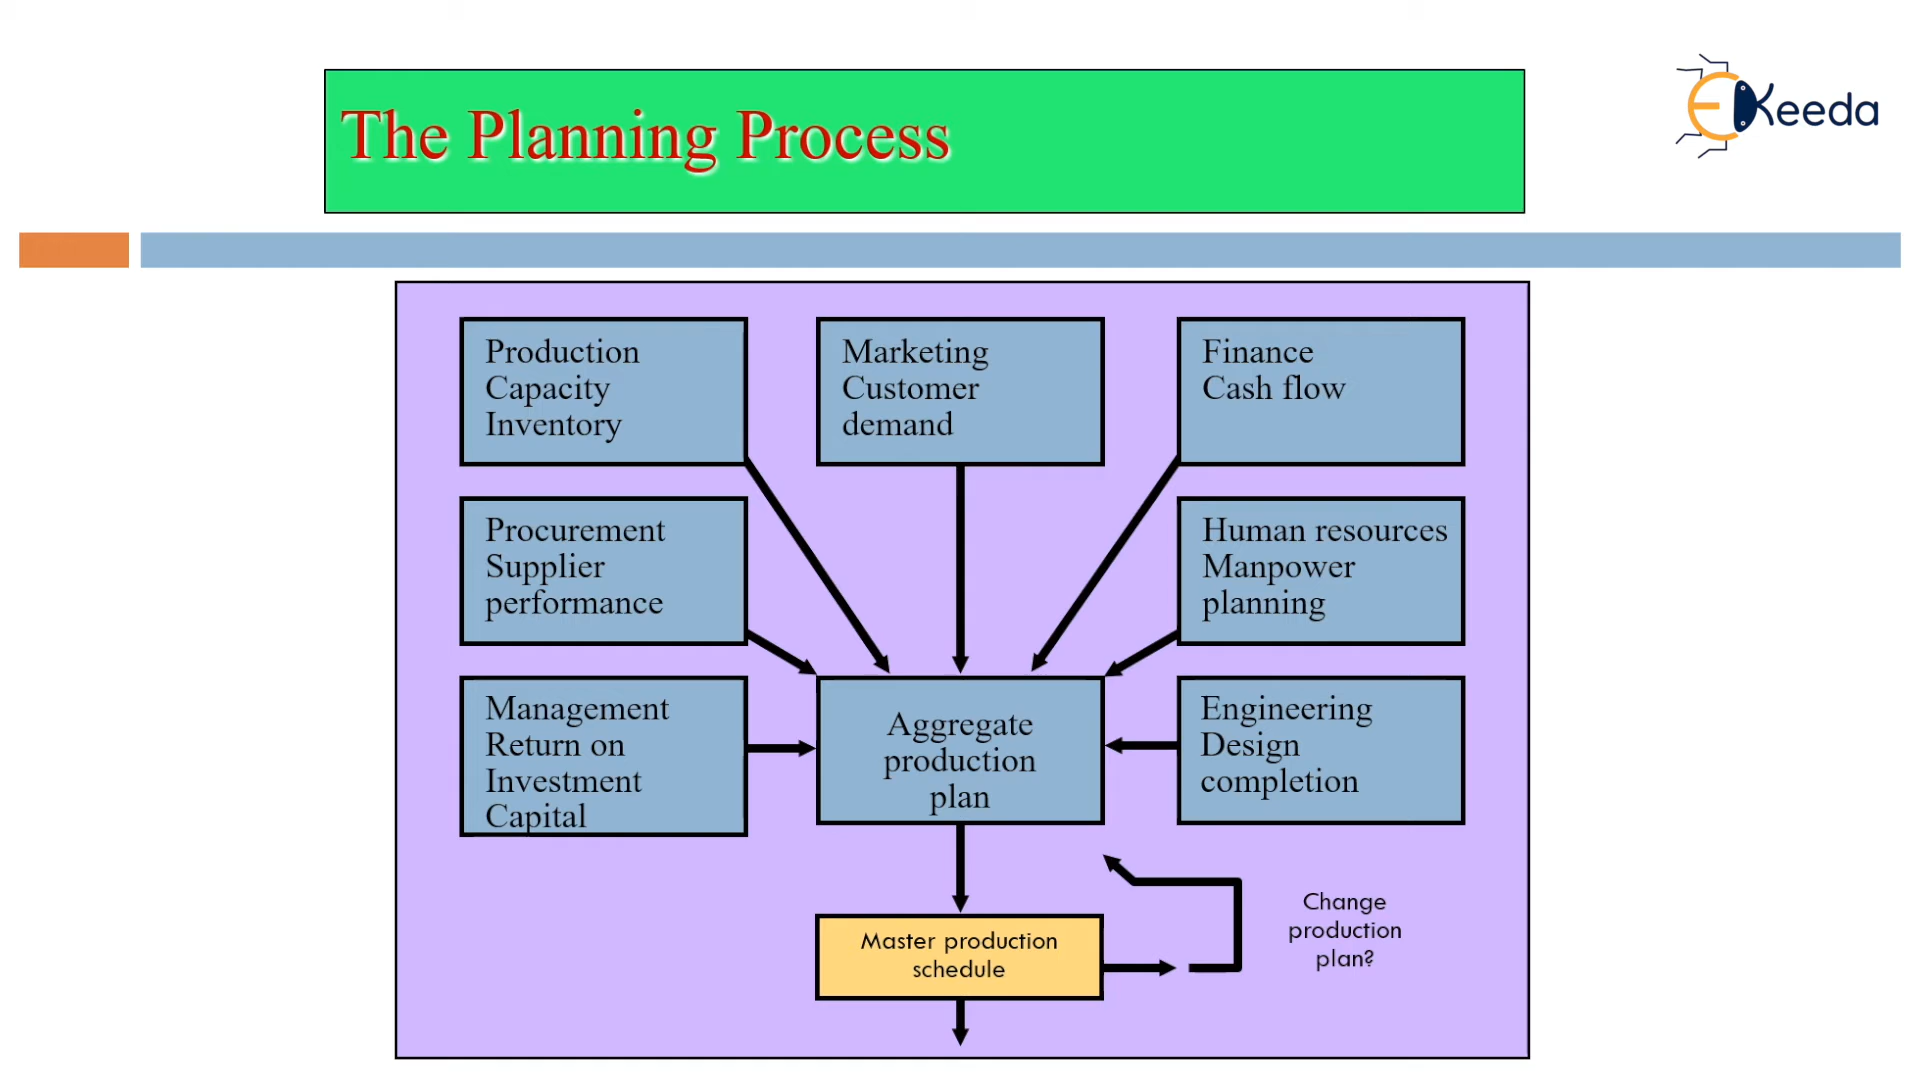 The Planning Process
EKeeda
Production
Capacity
Inventory
Marketing
Customer
demand
Finance
Cash flow
Procurement
Supplier
performance
Human resources
Manpower
planning
Management
Return on
Investment
Capital
Aggregate
production
plan
Engineering
Design
completion
Master production
schedule
Change
production
plan?